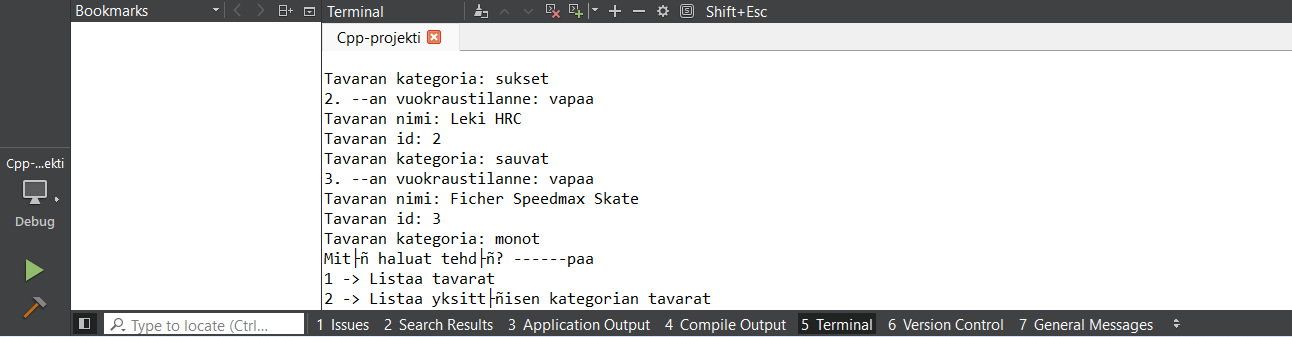 Bookmarks
Terminal
Shift+Esc
Cpp-projekti
Tavaran kategoria: sukset
2. --an vuokraustilanne: vapaa
Tavaran nimi: Leki HRC
Tavaran id: 2
Tavaran kategoria: sauvat
3. --an vuokraustilanne: vapaa
Tavaran nimi: Ficher Speedmax Skate
Tavaran id: 3
Tavaran kategoria: monot
Mit├ñ haluat tehd├ñ? ------paa
1 -> Listaa tavarat
2 -> Listaa yksitt├ñisen kategorian tavarat
Cpp-...ekti
Debug
Type to locate (Ctrl...
1 Issues 2 Search Results 3 Application Output 4 Compile Output 5 Terminal 6 Version Control 7 General Messages